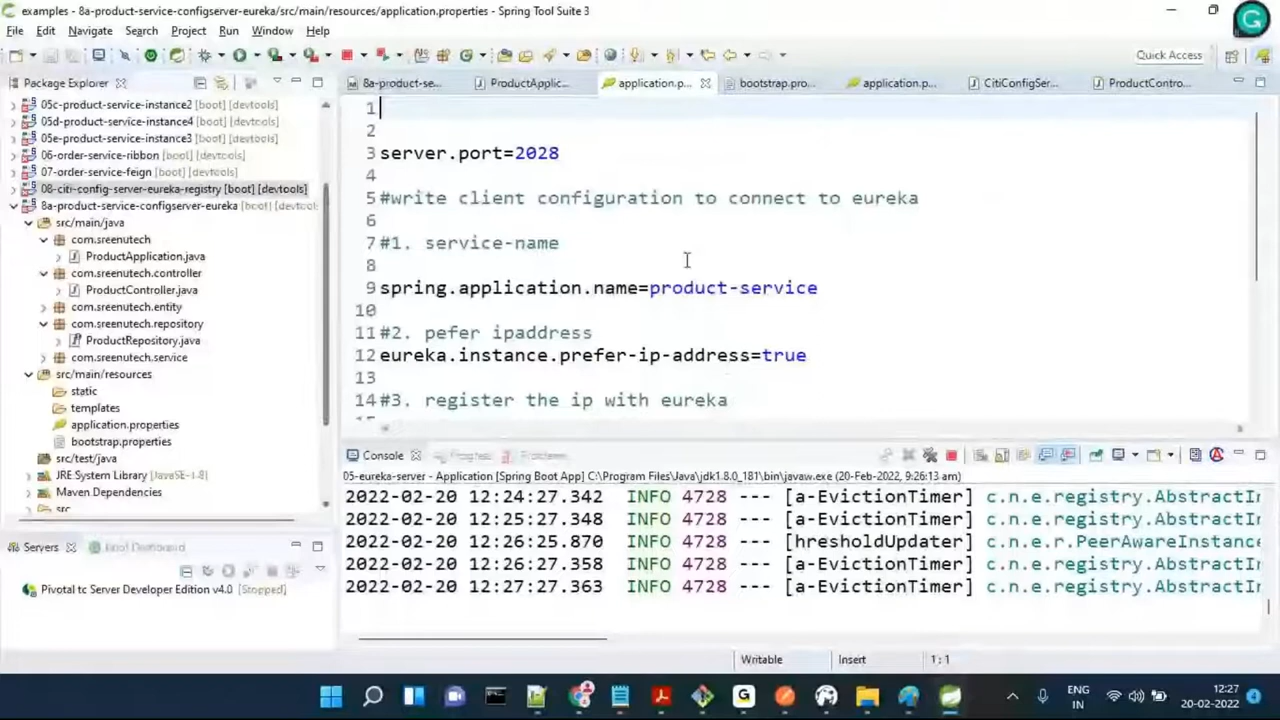 examples - 8a-product-service-configserver-eureka/src/main/resources/application.properties - Spring Tool Suite 3
File Edit Navigate Search Project Run Window Help
Quick Access
Package Explorer
05c-product-service-instance2 [boot] [devtools]
05d-product-service-instance4 [boot] [devtools]
05e-product-service-instance3 [boot] [devtools]
06-order-service-ribbon [boot] [devtools]
07-order-service-feign [boot] [devtools]
08-citi-config-server-eureka-registry [boot] [devtools]
8a-product-service-configserver-eureka [boot] [devtool:
src/main/java
com.sreenutech
ProductApplication.java
com.sreenutech.controller
ProductController.java
com.sreenutech.entity
com.sreenutech.repository
ProductRepository.java
com.sreenutech.service
src/main/resources
static
templates
application.properties
bootstrap.properties
src/test/java
JRE System Library [JavaSE-1.8]
Maven Dependencies
src
Servers Boot Dashboard
Pivotal tc Server Developer Edition v4.0 [Stopped]
8a-product-se... ProductApplic... application.p... bootstrap.pro... application.p... CitiConfigSer... ProductContro...
1
2
3 server.port=2028
4
5 #write client configuration to connect to eureka
6
7 #1. service-name
8
9 spring.application.name=product-service
10
11 #2. pefer ipaddress
12 eureka.instance.prefer-ip-address=true
13
14 #3. register the ip with eureka
Console Progress Problems
05-eureka-server - Application [Spring Boot App] C:\Program Files\Java\jdk1.8.0_181\bin\javaw.exe (20-Feb-2022, 9:26:13 am)
2022-02-20 12:24:27.342 INFO 4728 --- [a-EvictionTimer] c.n.e.registry.AbstractIn
2022-02-20 12:25:27.348 INFO 4728 --- [a-EvictionTimer] c.n.e.registry.AbstractIn
2022-02-20 12:26:25.870 INFO 4728 --- [hresholdUpdater] c.n.e.r.PeerAwareInstance
2022-02-20 12:26:27.358 INFO 4728 --- [a-EvictionTimer] c.n.e.registry.AbstractIn
2022-02-20 12:27:27.363 INFO 4728 --- [a-EvictionTimer] c.n.e.registry.AbstractIn
Writable Insert 1 : 1
ENG
IN
12:27
20-02-2022